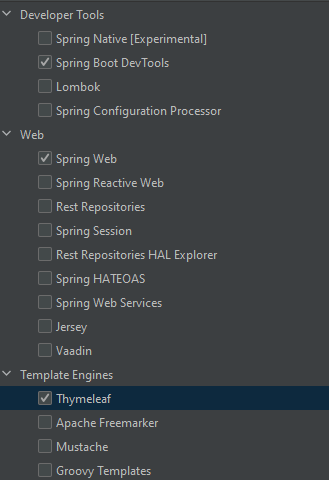 Developer Tools
Spring Native [Experimental]
Spring Boot DevTools
Lombok
Spring Configuration Processor
Web
Spring Web
Spring Reactive Web
Rest Repositories
Spring Session
Rest Repositories HAL Explorer
Spring HATEOAS
Spring Web Services
Jersey
Vaadin
Template Engines
Thymeleaf
Apache Freemarker
Mustache
Groovy Templates